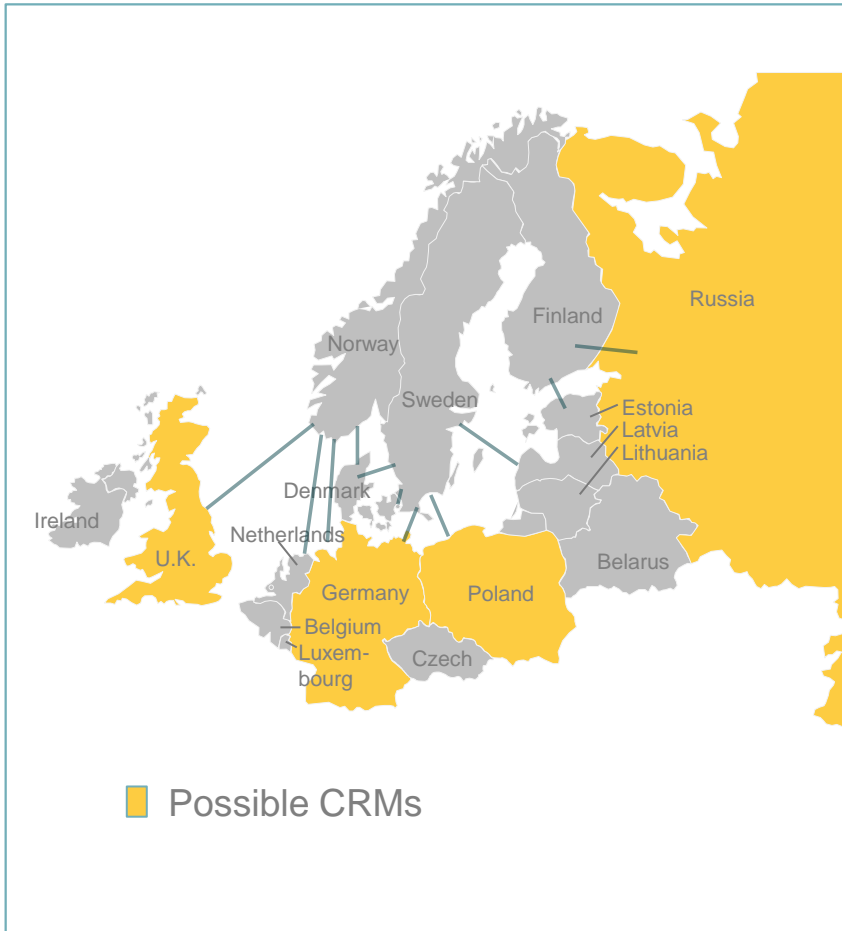 Russia
Finland
Norway
Sweden
Estonia
Latvia
Lithuania
Denmark
Ireland
Netherlands
U.K.
Belarus
Germany
Poland
Belgium
Luxem-
bourg
Czech
Possible CRMs